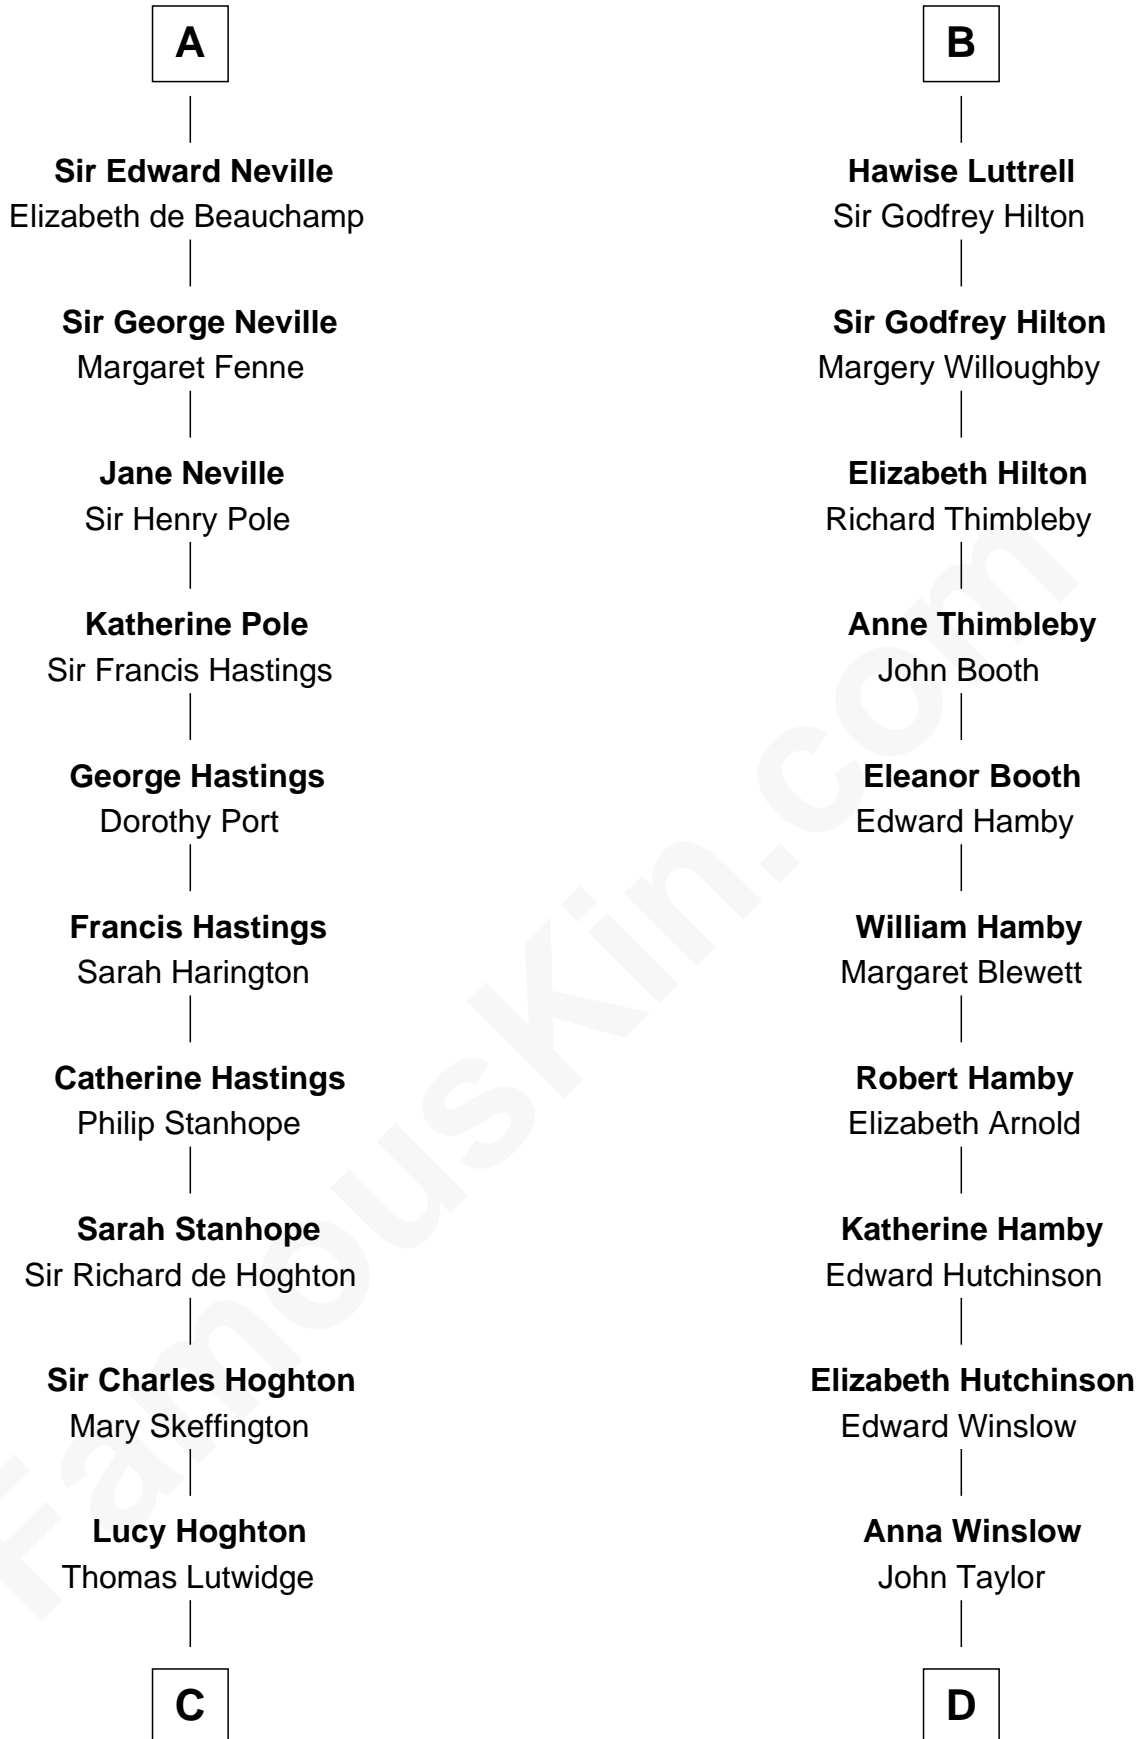 A
Sir Edward Neville
Elizabeth de Beauchamp
Sir George Neville
Margaret Fenne
Jane Neville
Sir Henry Pole
Katherine Pole
Sir Francis Hastings
George Hastings
Dorothy Port
Francis Hastings
Sarah Harington
Catherine Hastings
Philip Stanhope
Sarah Stanhope
Sir Richard de Hoghton
Sir Charles Hoghton
Mary Skeffington
Lucy Hoghton
Thomas Lutwidge
C
B
Hawise Luttrell
Sir Godfrey Hilton
Sir Godfrey Hilton
Margery Willoughby
Elizabeth Hilton
Richard Thimbleby
Anne Thimbleby
John Booth
Eleanor Booth
Edward Hamby
William Hamby
Margaret Blewett
Robert Hamby
Elizabeth Arnold
Katherine Hamby
Edward Hutchinson
Elizabeth Hutchinson
Edward Winslow
Anna Winslow
John Taylor
D
FamousKin.com